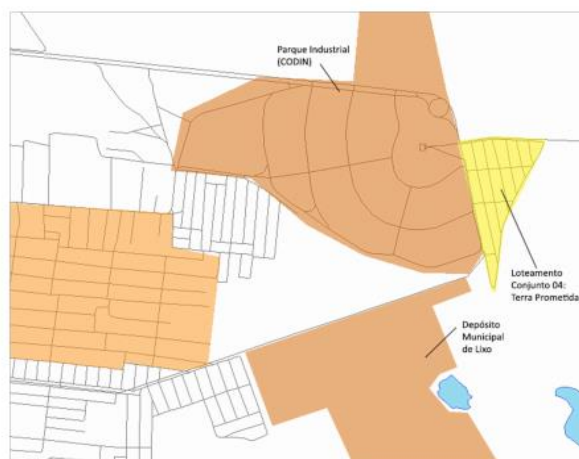 Parque Industrial
(CODIN)
Loteamento
Conjunto 04:
Terra Prometida
Depósito
Municipal
de Lixo